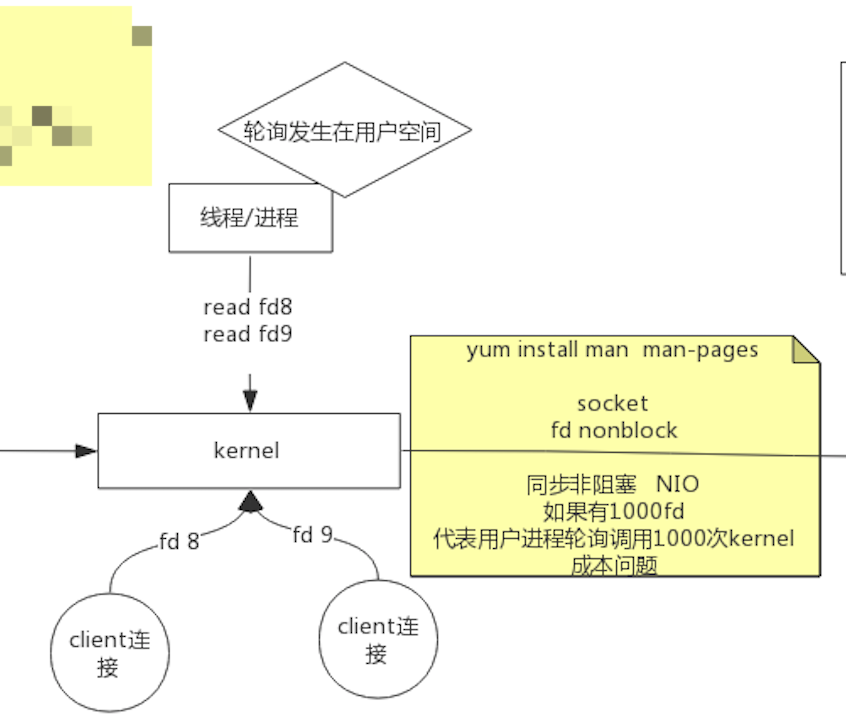 轮询发生在用户空间
线程/进程
read fd8
read fd9
yum install man  man-pages
socket
fd nonblock
kernel
同步非阻塞   NIO
如果有1000fd
代表用户进程轮询调用1000次kernel
成本问题
fd 8
fd 9
client连
接
client连
接